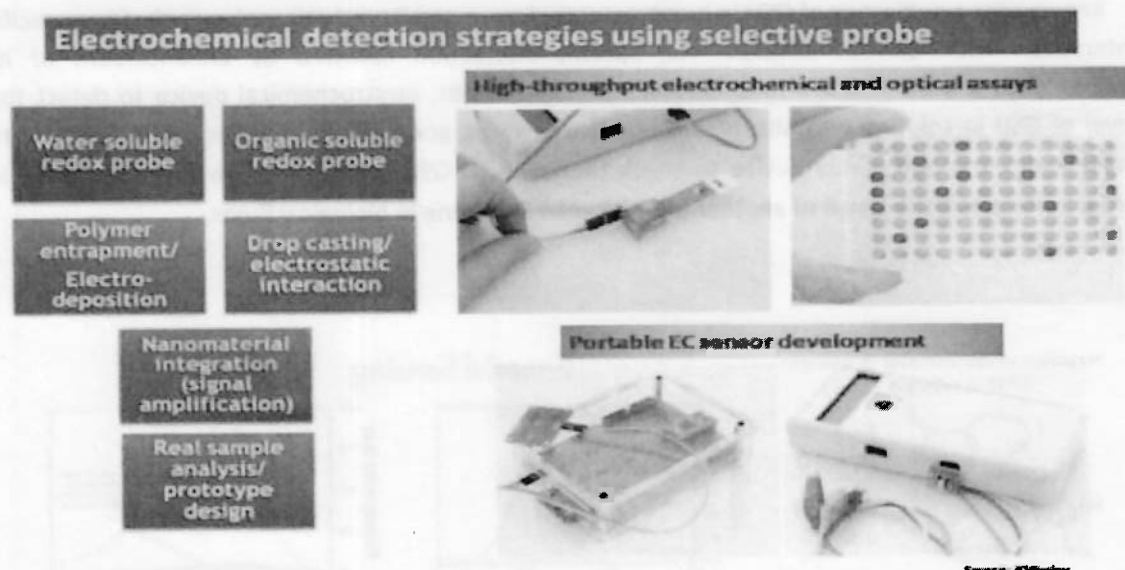 Electrochemical detection strategies using selective probe
High-throughput electrochemical and optical assays
Water soluble
redox probe
Organic soluble
redox probe
Polymer
entrapment/
Electro-
deposition
Drop casting/
electrostatic
interaction
Nanomaterial
integration
(signal
amplification)
Real sample
analysis/
prototype
design
Portable EC sensor development